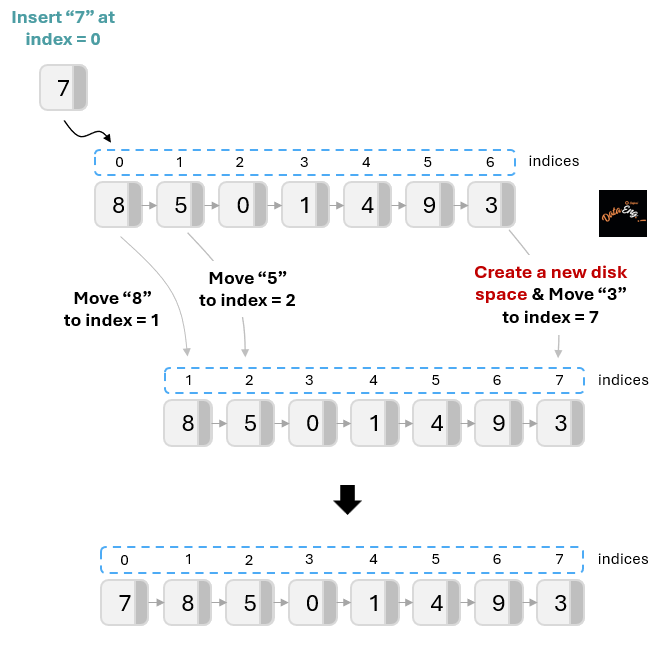 Insert “7” at
index = 0
7
0 1 2 3 4 5 6 indices
8 5 0 1 4 9 3
Data Eng
Move “8”
to index = 1
Move “5”
to index = 2
Create a new disk
space & Move “3”
to index = 7
1 2 3 4 5 6 7 indices
8 5 0 1 4 9 3
0 1 2 3 4 5 6 7 indices
7 8 5 0 1 4 9 3